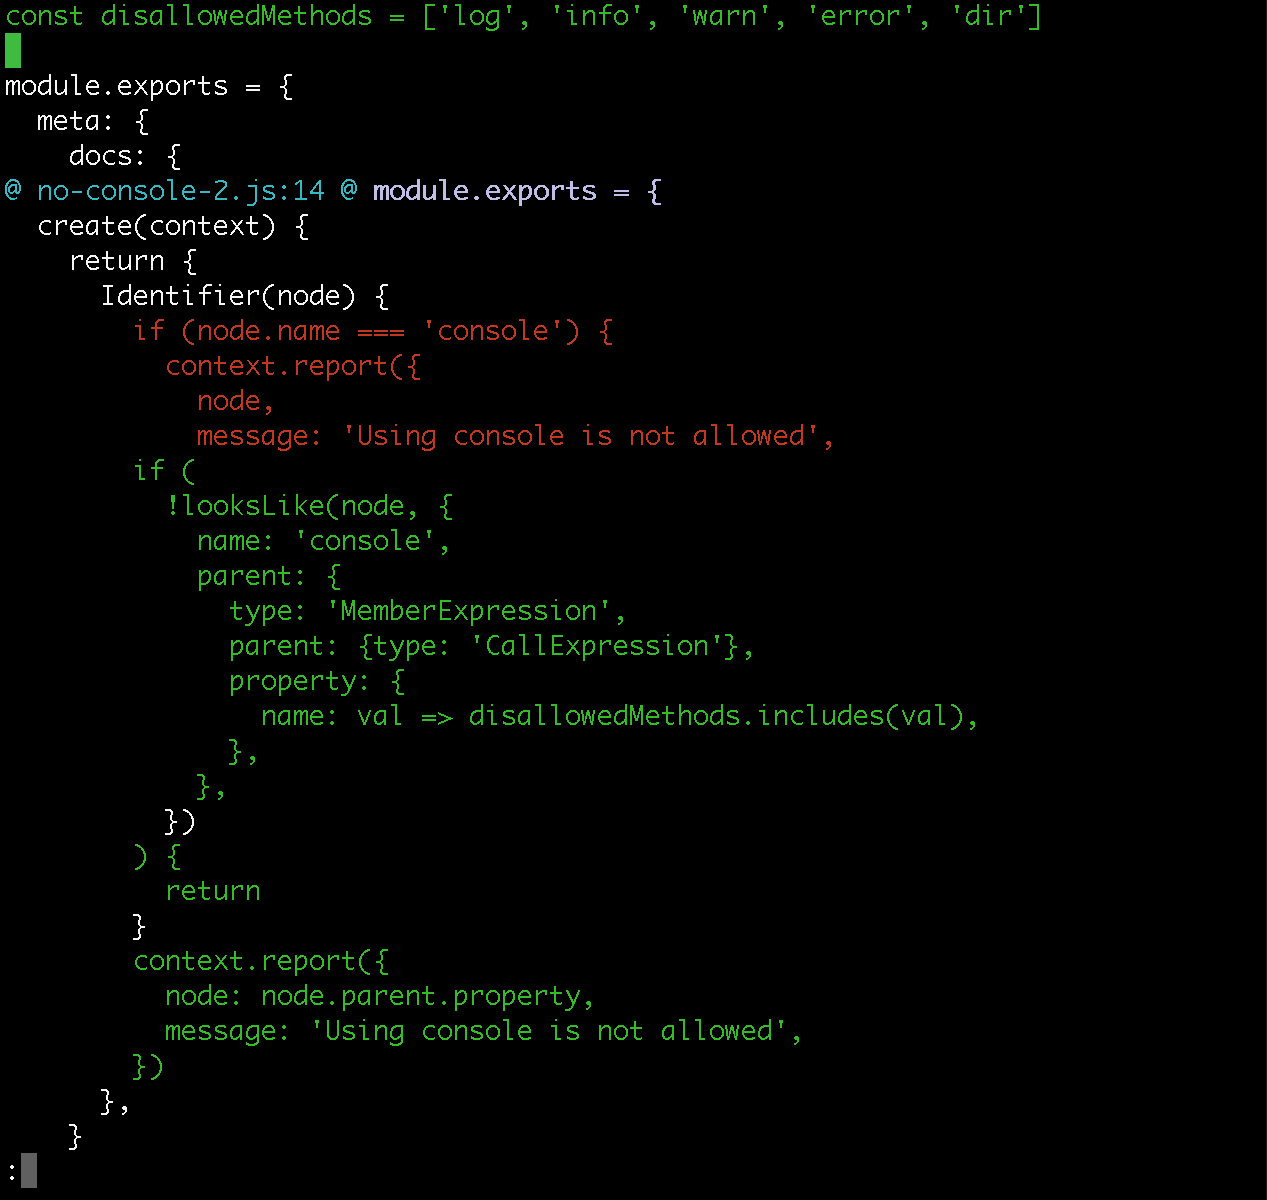 const disallowedMethods = ['log', 'info', 'warn', 'error', 'dir']
module.exports = {
  meta: {
    docs: {
@ no-console-2.js:14 @ module.exports = {
  create(context) {
    return {
      Identifier(node) {
        if (node.name === 'console') {
          context.report({
            node,
            message: 'Using console is not allowed',
        if (
          !looksLike(node, {
            name: 'console',
            parent: {
              type: 'MemberExpression',
              parent: {type: 'CallExpression'},
              property: {
                name: val => disallowedMethods.includes(val),
              },
            },
          })
        ) {
          return
        }
        context.report({
          node: node.parent.property,
          message: 'Using console is not allowed',
        })
      },
    }
: